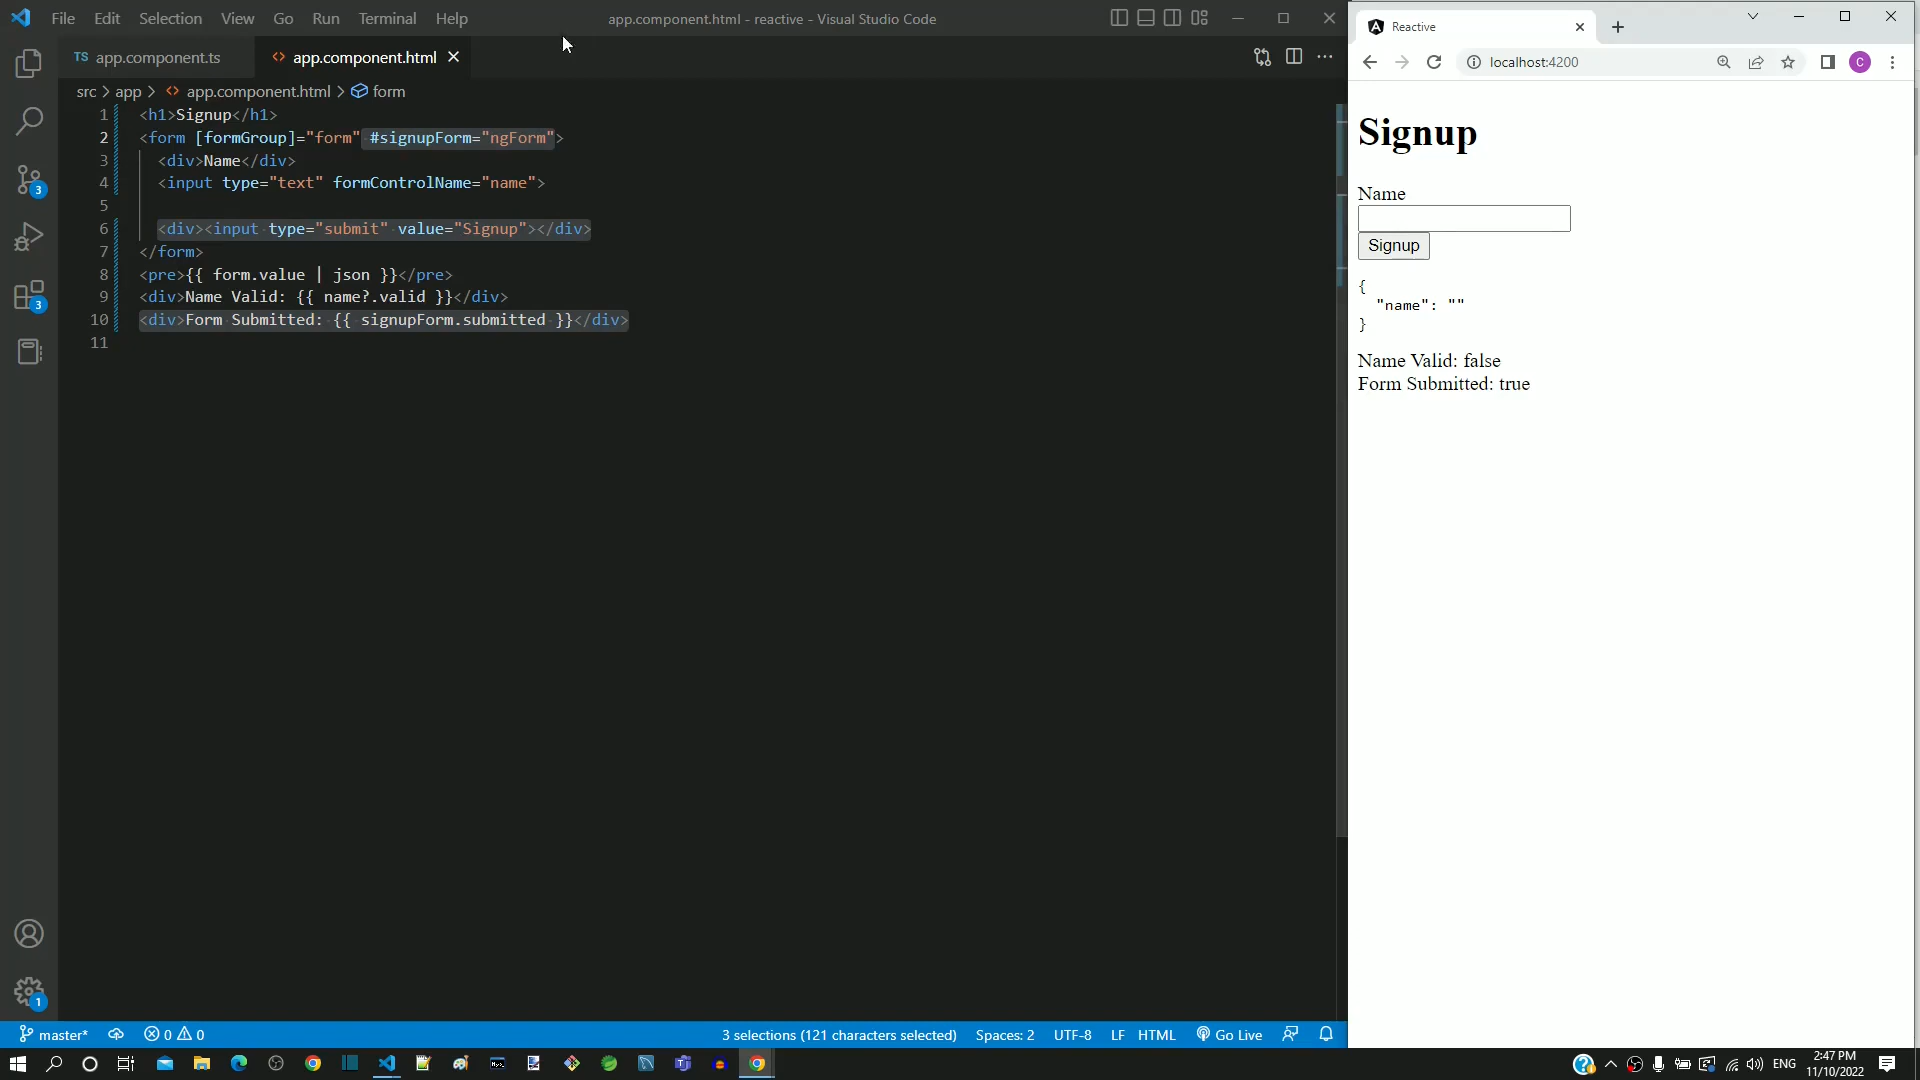 File Edit Selection View Go Run Terminal Help
app.component.html - reactive - Visual Studio Code
TS app.component.ts
<> app.component.html
src > app > <> app.component.html > form
1 <h1>Signup</h1>
2 <form [formGroup]="form" #signupForm="ngForm">
3 <div>Name</div>
4 <input type="text" formControlName="name">
5
6 <div><input type="submit" value="Signup"></div>
7 </form>
8 <pre>{{ form.value | json }}</pre>
9 <div>Name Valid: {{ name?.valid }}</div>
10 <div>Form Submitted: {{ signupForm.submitted }}</div>
11
3
3
1
master*
0 0
3 selections (121 characters selected) Spaces: 2 UTF-8 LF HTML Go Live
Reactive
localhost:4200
C
Signup
Name
Signup
{
"name": ""
}
Name Valid: false
Form Submitted: true
ENG
2:47 PM
11/10/2022